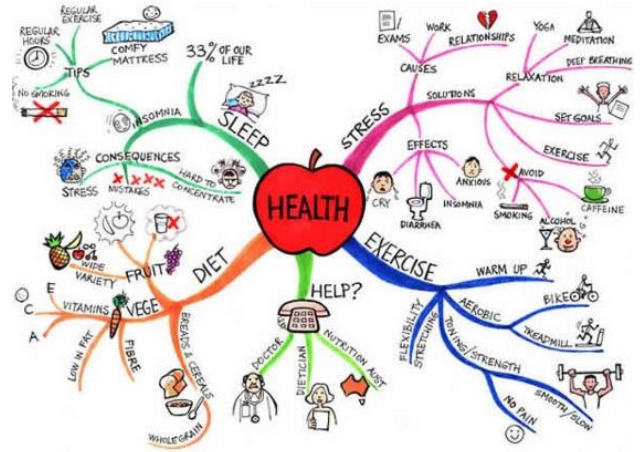 HEALTH
SLEEP
33% OF OUR
LIFE
ZZZZ
INSOMNIA
TIPS
REGULAR
EXERCISE
REGULAR
HOURS
COMFY
MATTRESS
NO SMOKING
CONSEQUENCES
STRESS
MISTAKES
HARD TO
CONCENTRATE
STRESS
CAUSES
EXAMS
WORK
RELATIONSHIPS
SOLUTIONS
RELAXATION
YOGA
MEDITATION
DEEP BREATHING
SET GOALS
EXERCISE
AVOID
SMOKING
ALCOHOL
CAFFEINE
EFFECTS
CRY
DIARRHEA
INSOMNIA
ANXIOUS
DIET
FRUIT
WIDE
VARIETY
VEGE
VITAMINS
E
C
A
LOW IN FAT
FIBRE
BREADS & CEREALS
WHOLEGRAIN
HELP?
DOCTOR
DIETICIAN
NUTRITION AUST
EXERCISE
WARM UP
AEROBIC
BIKE
TREADMILL
TONING/STRENGTH
SMOOTH/SLOW
NO PAIN
FLEXIBILITY
STRETCHING